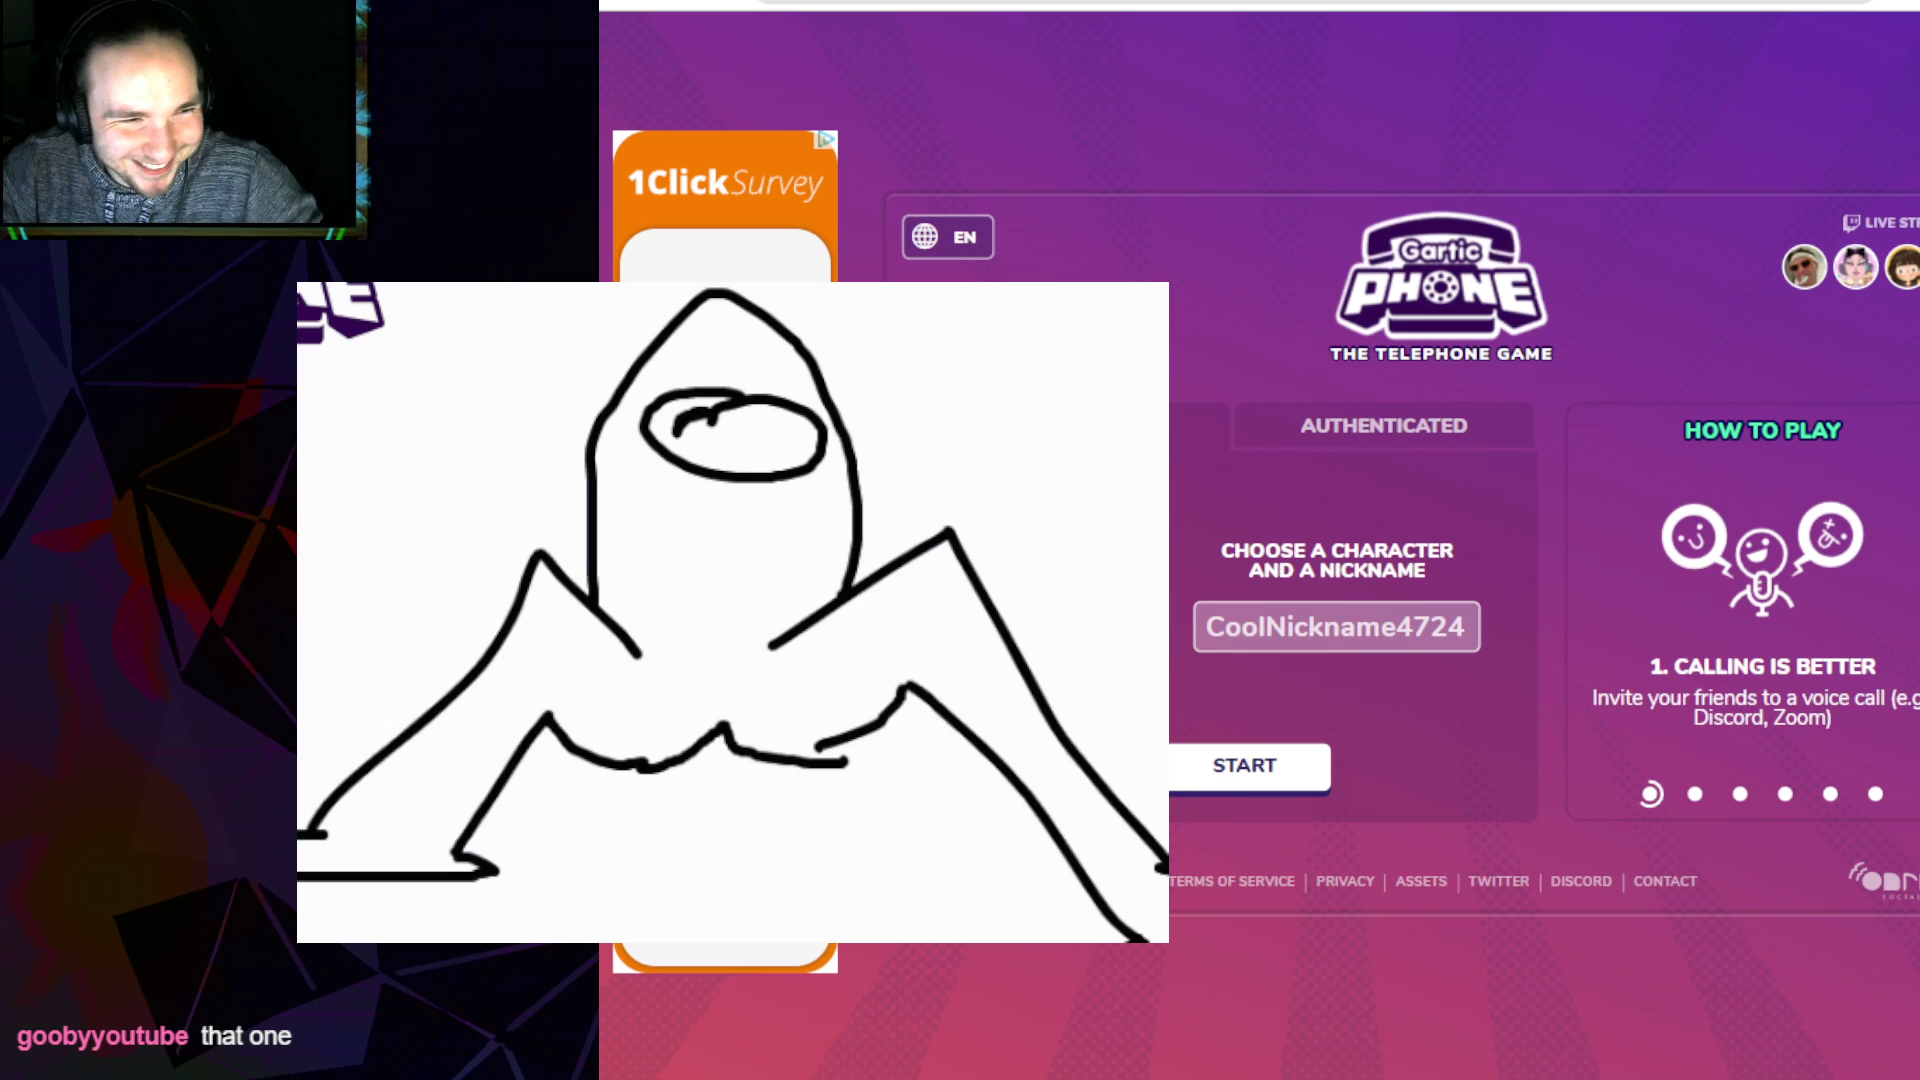 1ClickSurvey
EN
Gartic
PHONE
THE TELEPHONE GAME
LIVE STR
AUTHENTICATED
HOW TO PLAY
CHOOSE A CHARACTER
AND A NICKNAME
CoolNickname4724
1. CALLING IS BETTER
Invite your friends to a voice call (e.g
Discord, Zoom)
START
TERMS OF SERVICE | PRIVACY | ASSETS | TWITTER | DISCORD | CONTACT
goobyyoutube that one